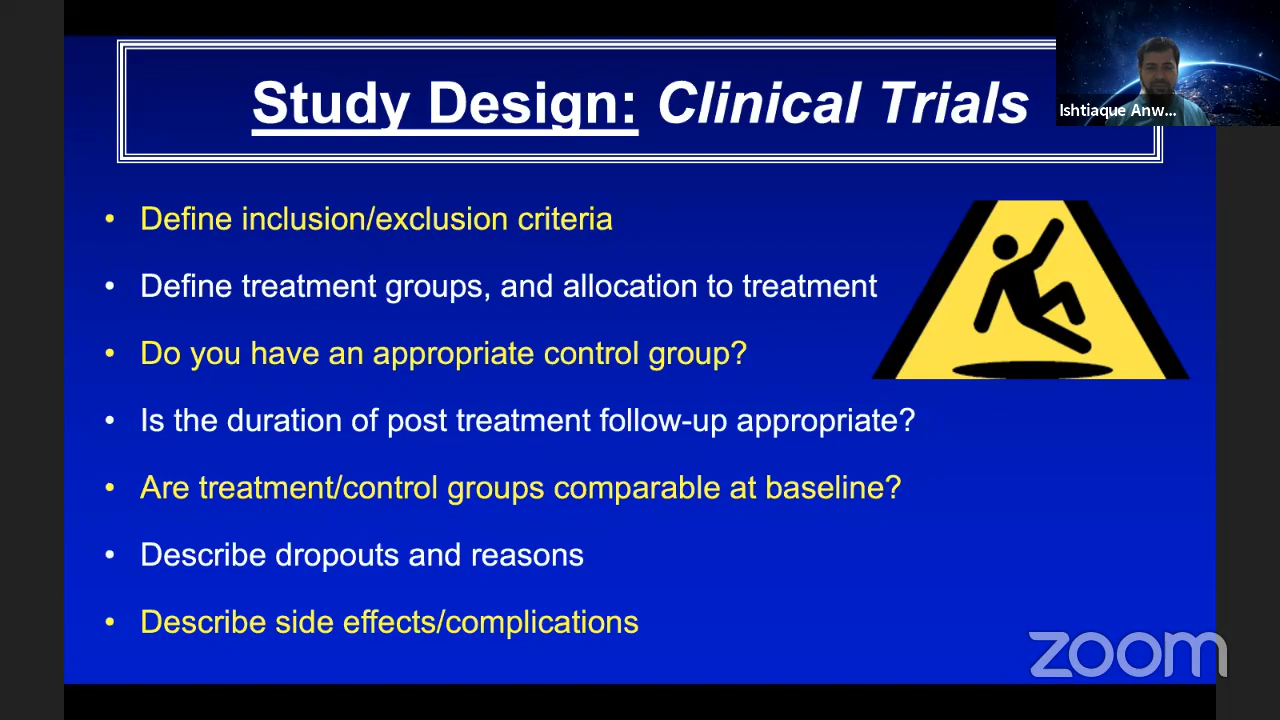 Study Design: Clinical Trials
Ishtiaque Anw...
• Define inclusion/exclusion criteria
• Define treatment groups, and allocation to treatment
• Do you have an appropriate control group?
• Is the duration of post treatment follow-up appropriate?
• Are treatment/control groups comparable at baseline?
• Describe dropouts and reasons
• Describe side effects/complications
zoom